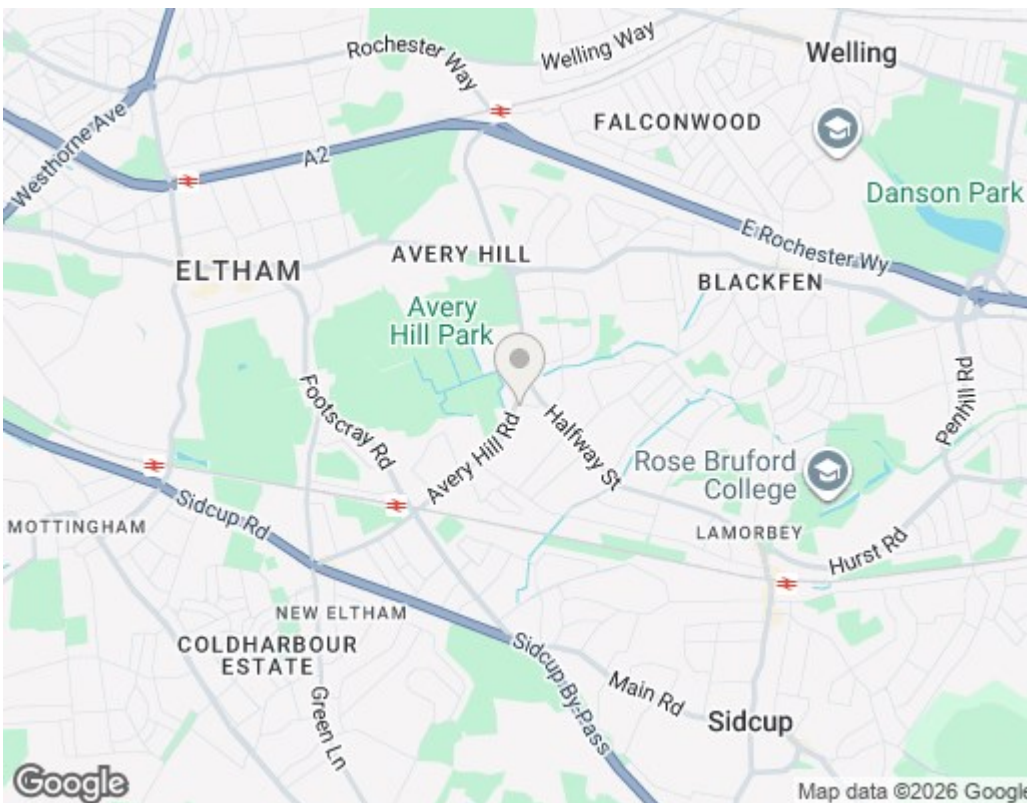 Rochester Way
Welling Way
Welling
FALCONWOOD
Westhorne Ave
A2
Danson Park
E Rochester Wy
AVERY HILL
ELTHAM
BLACKFEN
Avery
Hill Park
Footscray Rd
Halfway St
Penhill Rd
Avery Hill Rd
Rose Bruford
College
Sidcup Rd
MOTTINGHAM
LAMORBEY
Hurst Rd
NEW ELTHAM
COLDHARBOUR
ESTATE
Sidcup By-Pass
Green Ln
Main Rd
Sidcup
Google
Map data ©2026 Google